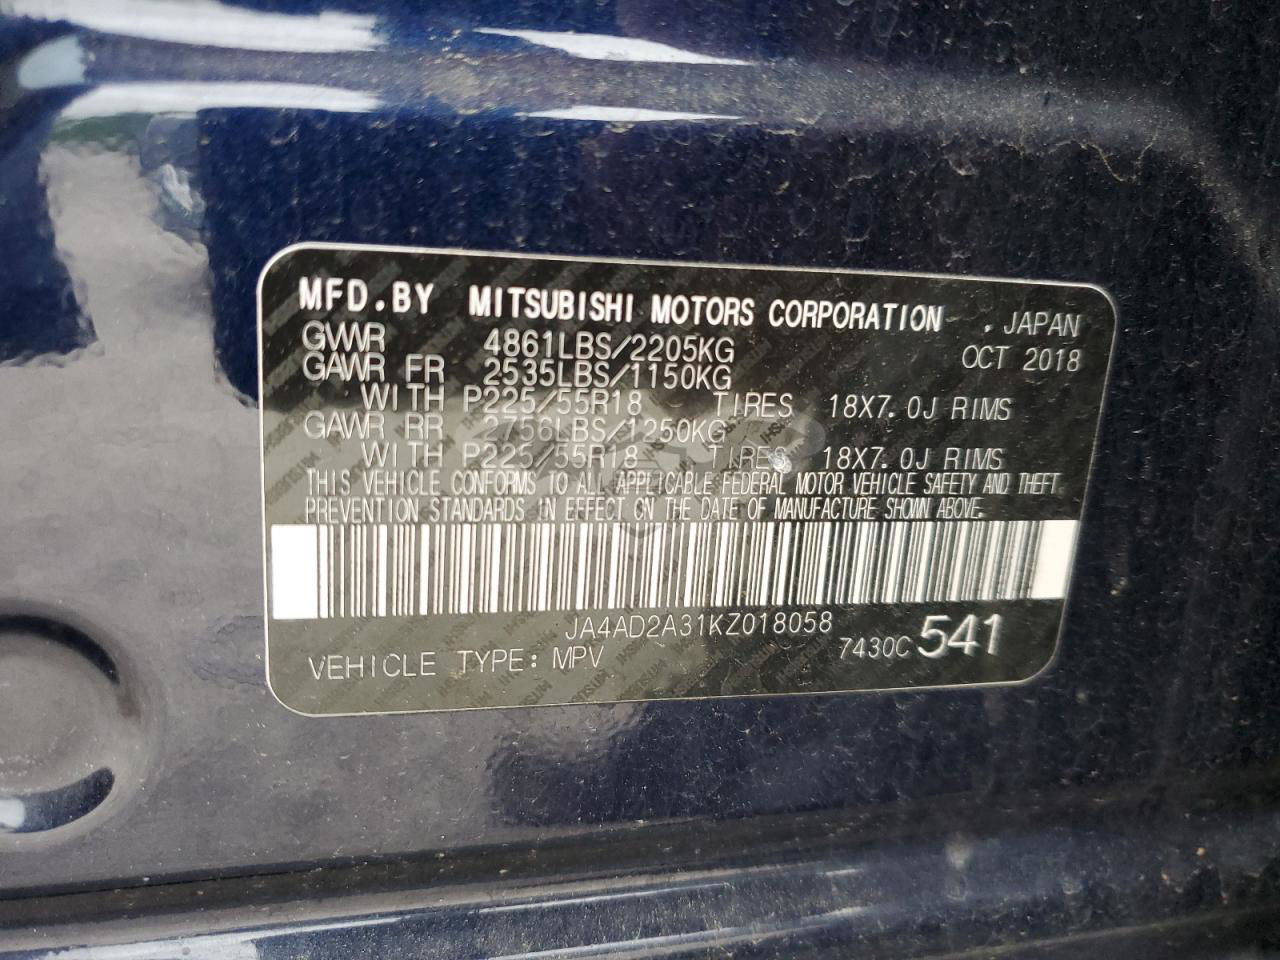 MFD.BY MITSUBISHI MOTORS CORPORATION . JAPAN
GVWR 4861LBS/2205KG OCT 2018
GAWR FR 2535LBS/1150KG
WITH P225/55R18 TIRES 18X7.0J RIMS
GAWR RR 2756LBS/1250KG
WITH P225/55R18 TIRES 18X7.0J RIMS
THIS VEHICLE CONFORMS TO ALL APPLICABLE FEDERAL MOTOR VEHICLE SAFETY AND THEFT
PREVENTION STANDARDS IN EFFECT ON THE DATE OF MANUFACTURE SHOWN ABOVE.
JA4AD2A31KZ018058
VEHICLE TYPE: MPV 7430C 541